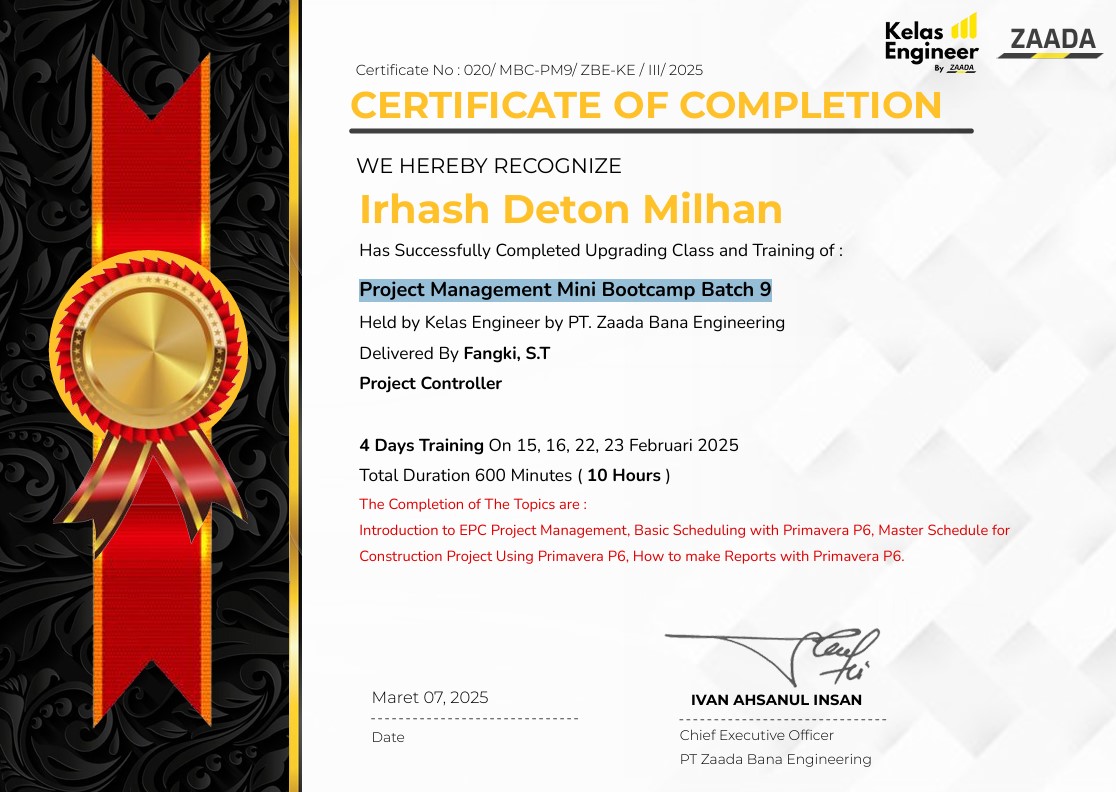 Kelas
Engineer
By ZAADA
ZAADA
Certificate No : 020/ MBC-PM9/ ZBE-KE / III/ 2025
CERTIFICATE OF COMPLETION
WE HEREBY RECOGNIZE
Irhash Deton Milhan
Has Successfully Completed Upgrading Class and Training of :
Project Management Mini Bootcamp Batch 9
Held by Kelas Engineer by PT. Zaada Bana Engineering
Delivered By Fangki, S.T
Project Controller
4 Days Training On 15, 16, 22, 23 Februari 2025
Total Duration 600 Minutes ( 10 Hours )
The Completion of The Topics are :
Introduction to EPC Project Management, Basic Scheduling with Primavera P6, Master Schedule for
Construction Project Using Primavera P6, How to make Reports with Primavera P6.
Maret 07, 2025
Date
IVAN AHSANUL INSAN
Chief Executive Officer
PT Zaada Bana Engineering